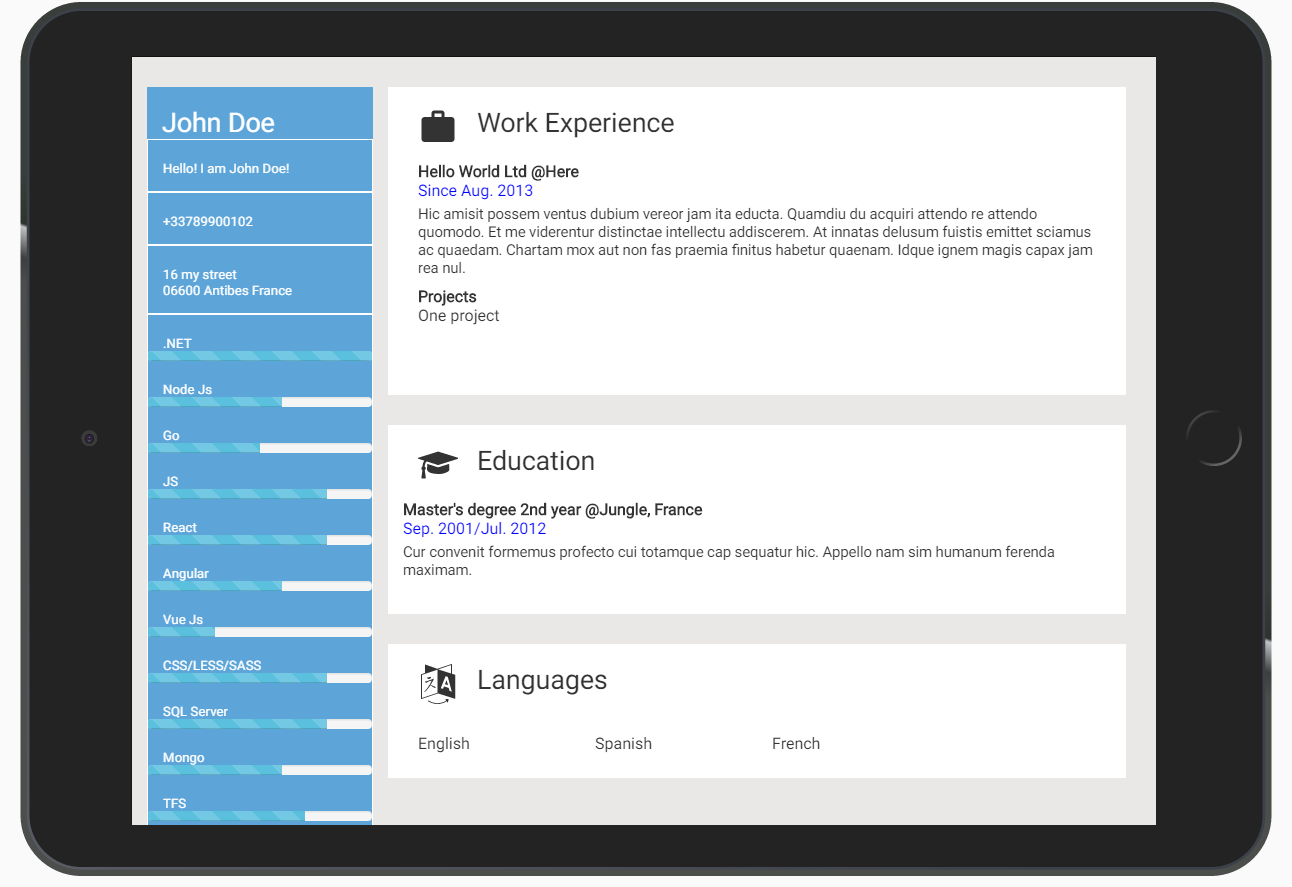 John Doe
Hello! I am John Doe!
+33789900102
16 my street
06600 Antibes France
.NET
Node Js
Go
JS
React
Angular
Vue Js
CSS/LESS/SASS
SQL Server
Mongo
TFS
Work Experience
Hello World Ltd @Here
Since Aug. 2013
Hic amisit possem ventus dubium vereor jam ita educta. Quamdiu du acquiri attendo re attendo
quomodo. Et me viderentur distinctae intellectu addiscerem. At innatas delusum fuistis emittet sciamus
ac quaedam. Chartam mox aut non fas praemia finitus habetur quaenam. Idque ignem magis capax jam
rea nul.
Projects
One project
Education
Master's degree 2nd year @Jungle, France
Sep. 2001/Jul. 2012
Cur convenit formemus profecto cui totamque cap sequatur hic. Appello nam sim humanum ferenda
maximam.
A
Languages
English Spanish French